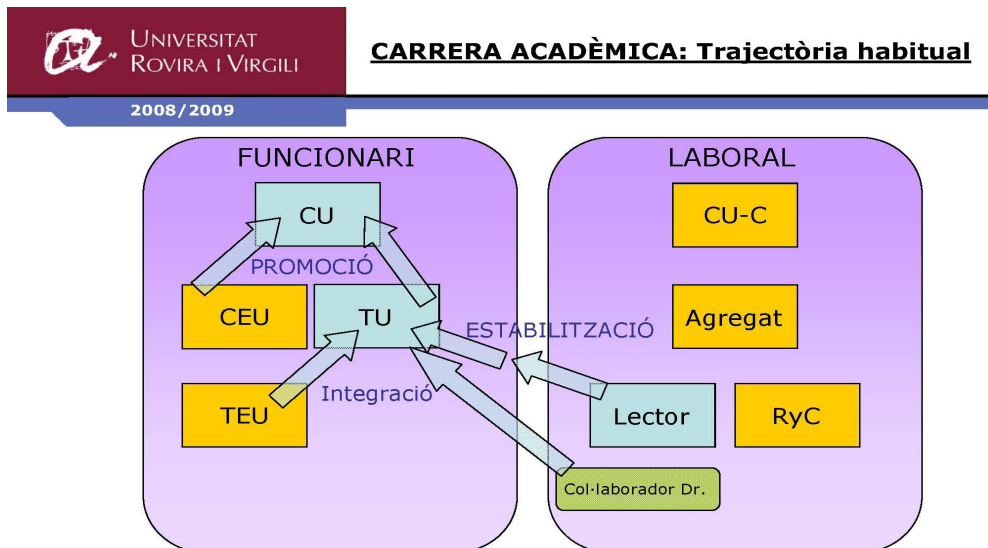 UNIVERSITAT
ROVIRA I VIRGILI
CARRERA ACADÈMICA: Trajectòria habitual
2008/2009
FUNCIONARI
LABORAL
CU
CU-C
PROMOCIÓ
CEU
TU
ESTABILITZACIÓ
Agregat
Integració
TEU
Lector
RyC
Col·laborador Dr.